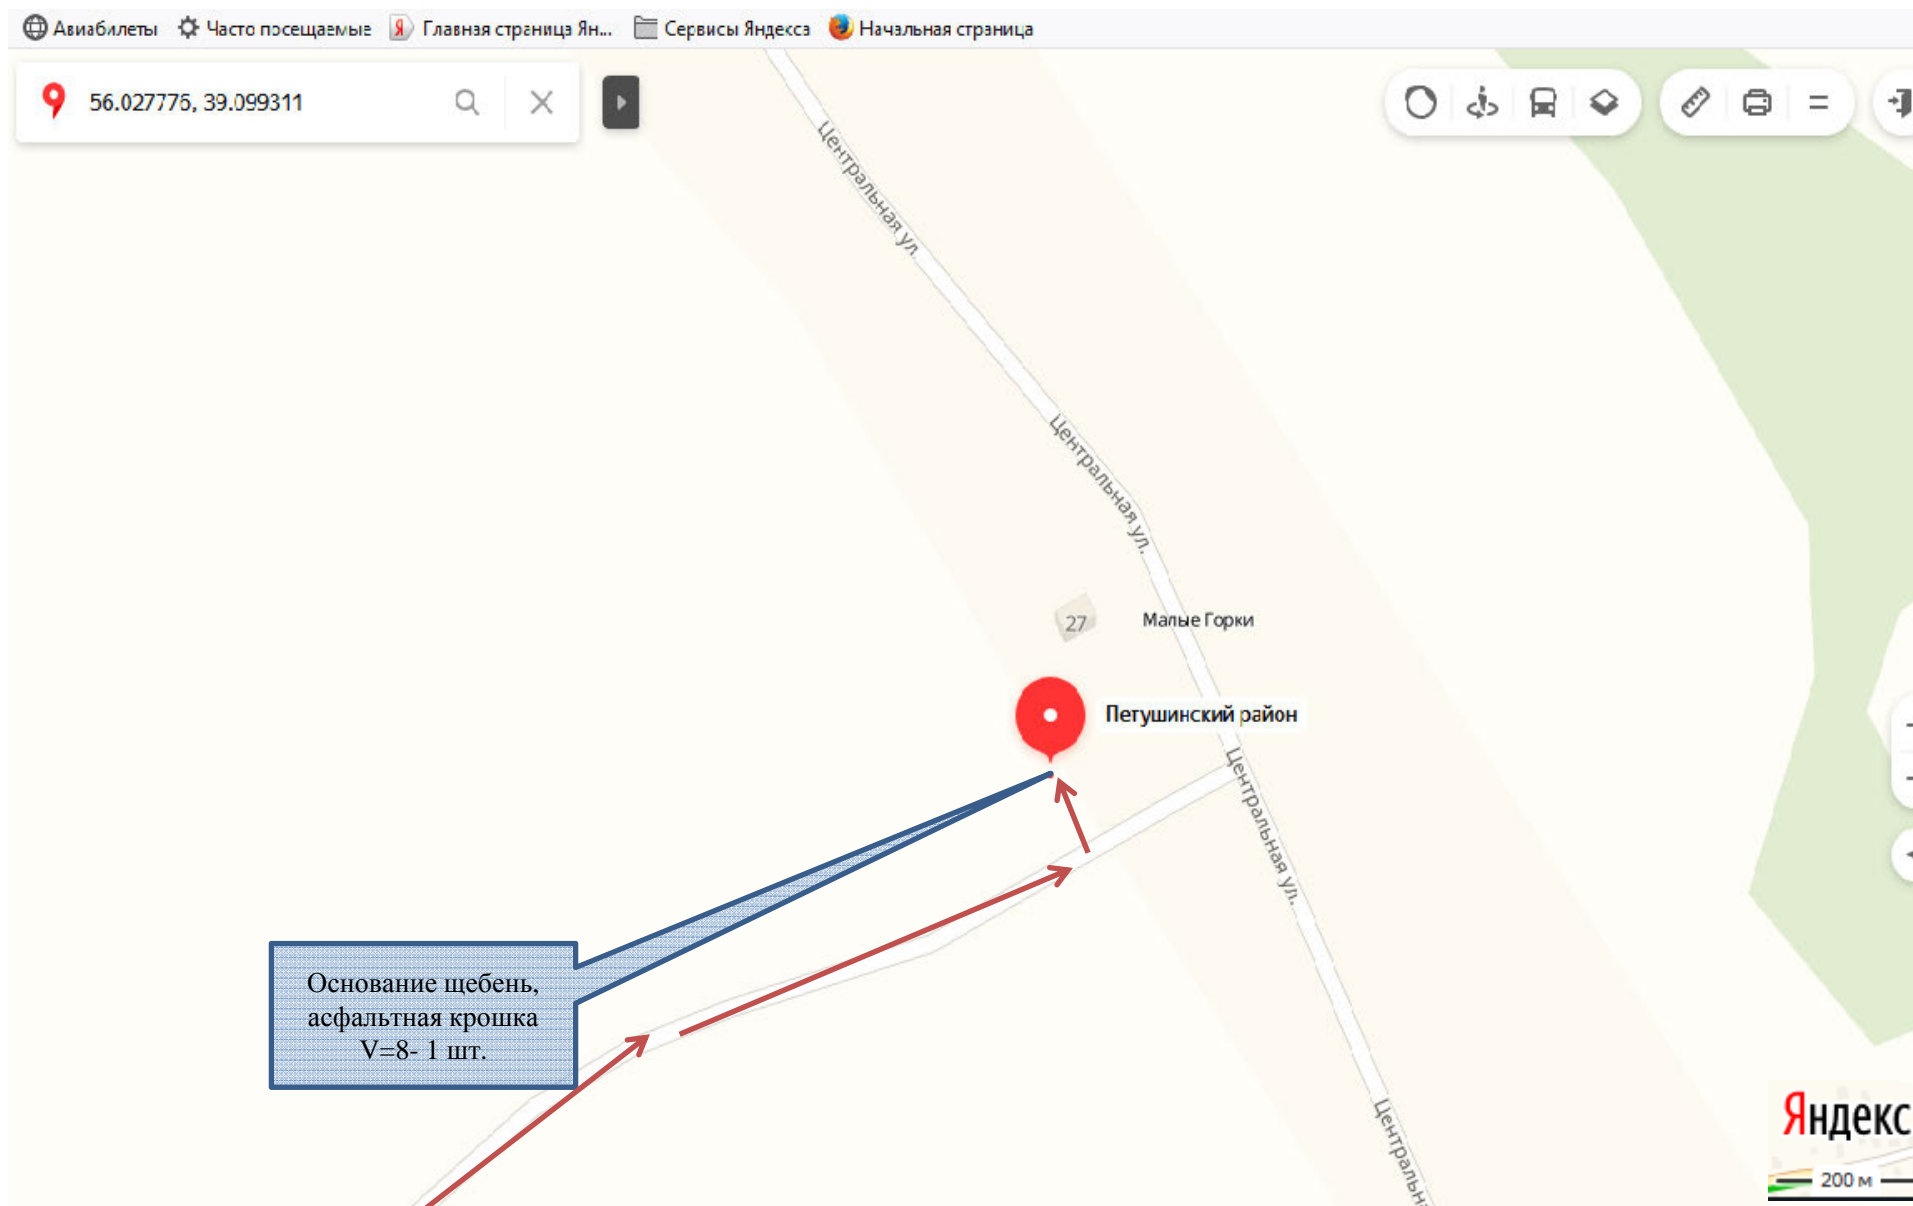 Авиабилеты Часто посещаемые Главная страница Ян... Сервисы Яндекса Начальная страница
56.027776, 39.099311
Центральная ул.
Центральная ул.
27
Малые Горки
Петушинский район
Центральная ул.
Основание щебень,
асфальтная крошка
V=8- 1 шт.
Центральн
Яндекс
200 м